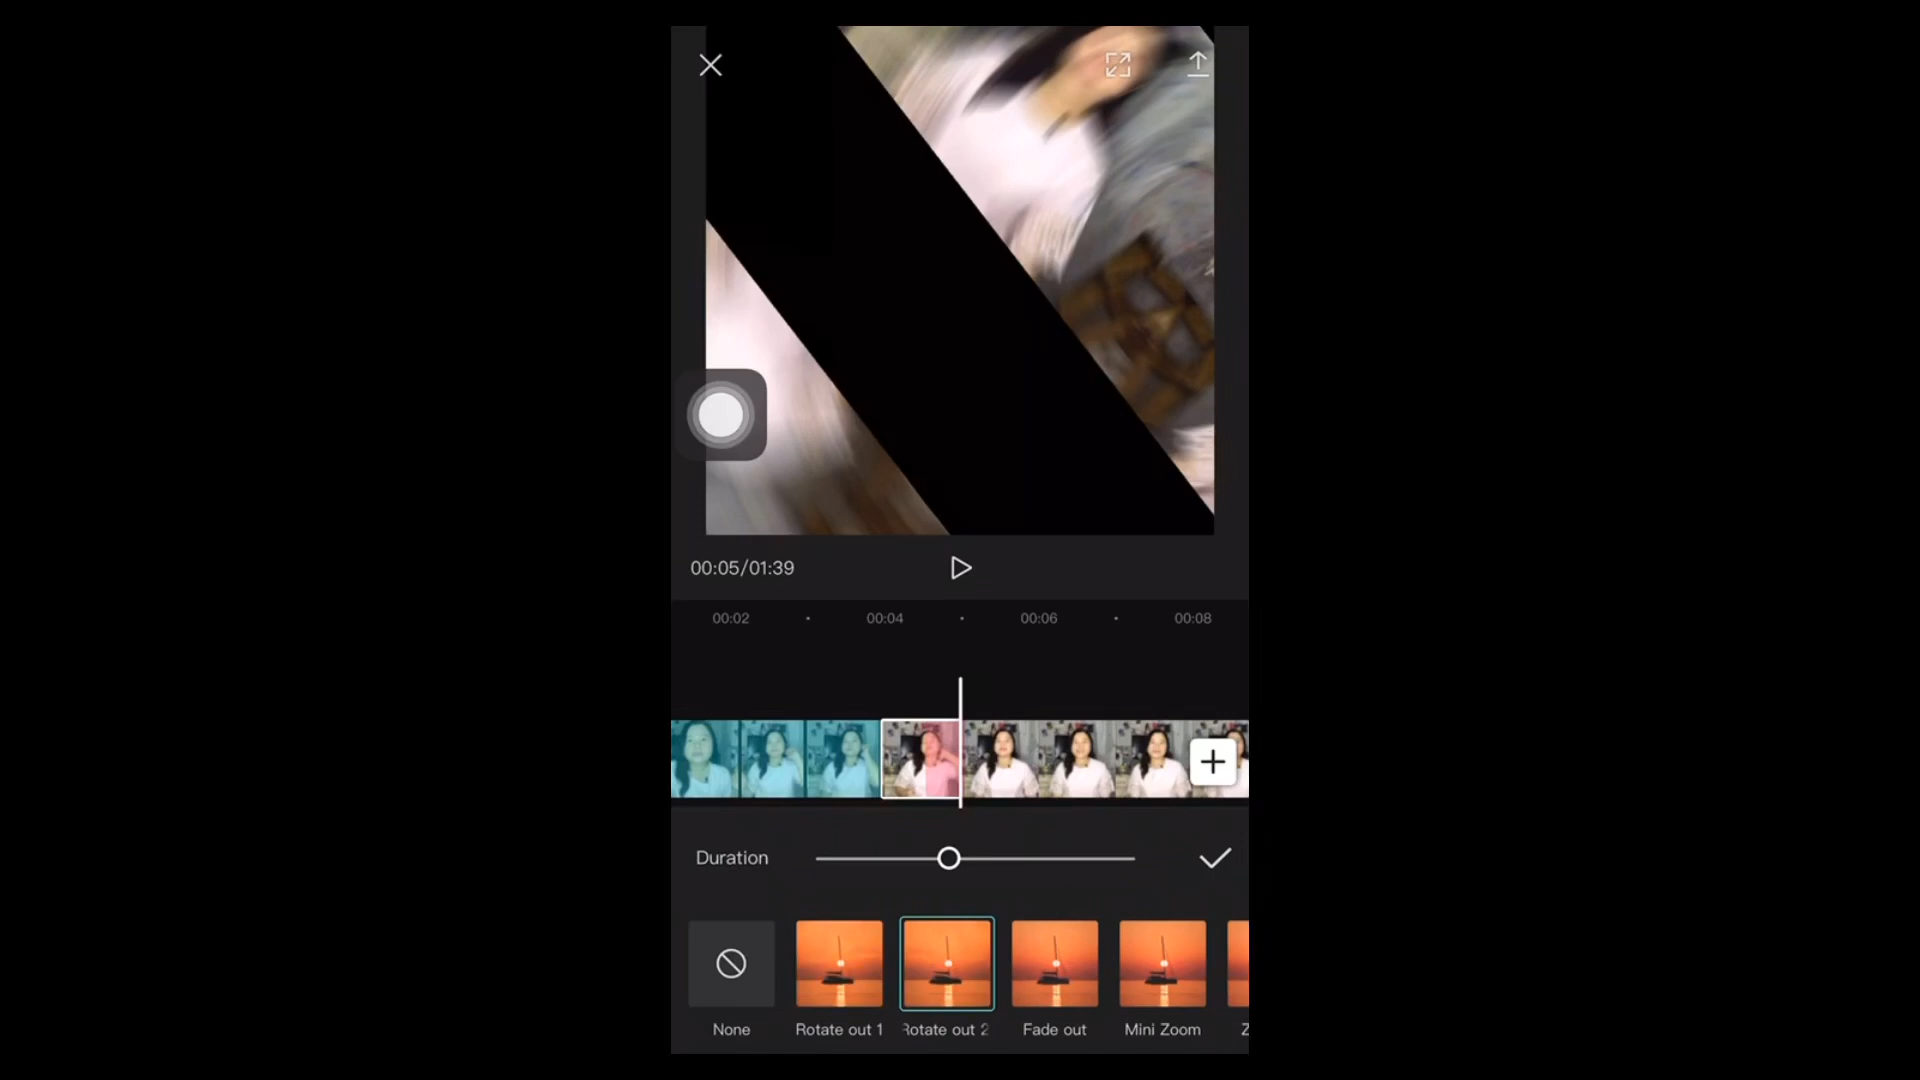 00:05/01:39
00:02 00:04 00:06 00:08
Duration
None Rotate out 1 Rotate out 2 Fade out Mini Zoom Z